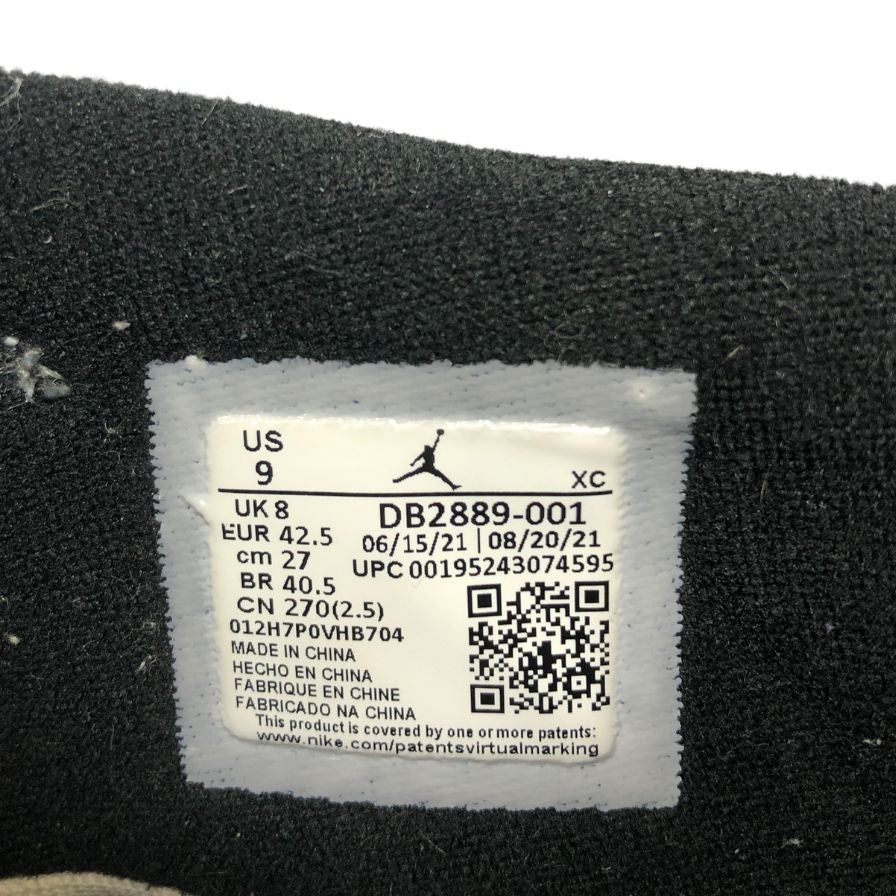 US
9
XC
UK 8
EUR 42.5
cm 27
BR 40.5
CN 270(2.5)
DB2889-001
06/15/21 | 08/20/21
UPC 00195243074595
012H7P0VHB704
MADE IN CHINA
HECHO EN CHINA
FABRIQUE EN CHINE
FABRICADO NA CHINA
This product is covered by one or more patents:
www.nike.com/patentsvirtualmarking